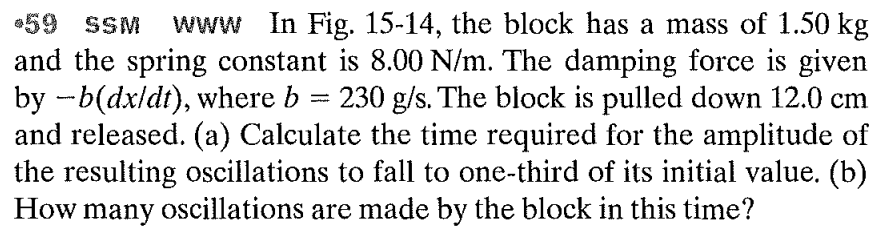 •59 SSM WWW In Fig. 15-14, the block has a mass of 1.50 kg
and the spring constant is 8.00 N/m. The damping force is given
by −b(dx/dt), where b = 230 g/s. The block is pulled down 12.0 cm
and released. (a) Calculate the time required for the amplitude of
the resulting oscillations to fall to one-third of its initial value. (b)
How many oscillations are made by the block in this time?